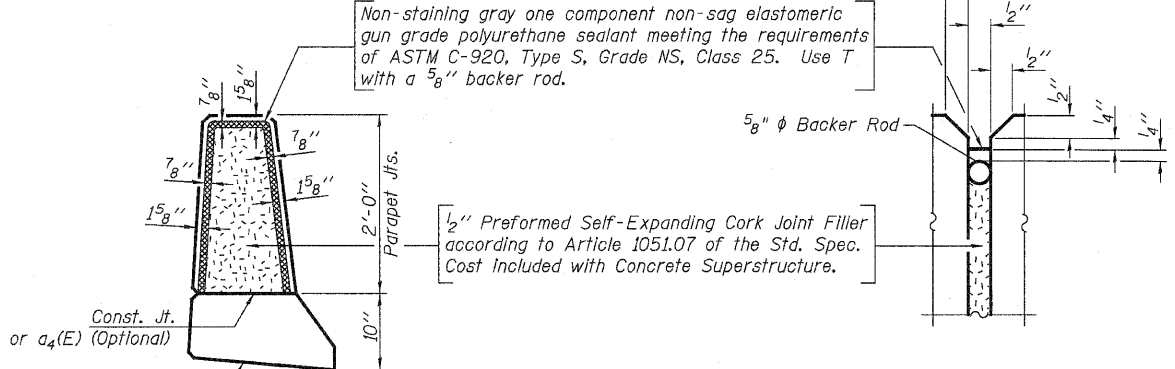 Non-staining gray one component non-sag elastomeric
gun grade polyurethane sealant meeting the requirements
of ASTM C-920, Type S, Grade NS, Class 25. Use T
with a 5/8" backer rod.
1/2"
1/2"
1/2"
1/4"
1/4"
5/8" ϕ Backer Rod
7/8"
1 5/8"
7/8"
7/8"
1 5/8"
1 5/8"
2'-0"
Parapet Jts.
1/2" Preformed Self-Expanding Cork Joint Filler
according to Article 1051.07 of the Std. Spec.
Cost included with Concrete Superstructure.
Const. Jt.
or a4(E) (Optional)
10"